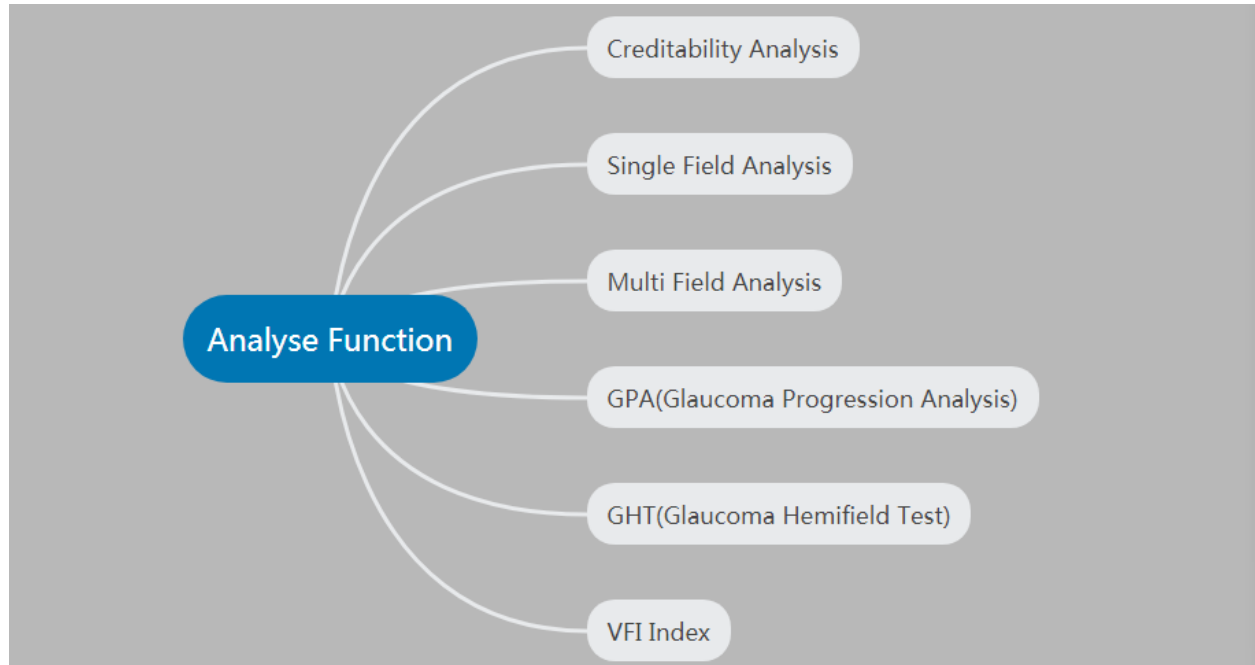 Creditability Analysis
Single Field Analysis
Multi Field Analysis
Analyse Function
GPA(Glaucoma Progression Analysis)
GHT(Glaucoma Hemifield Test)
VFI Index